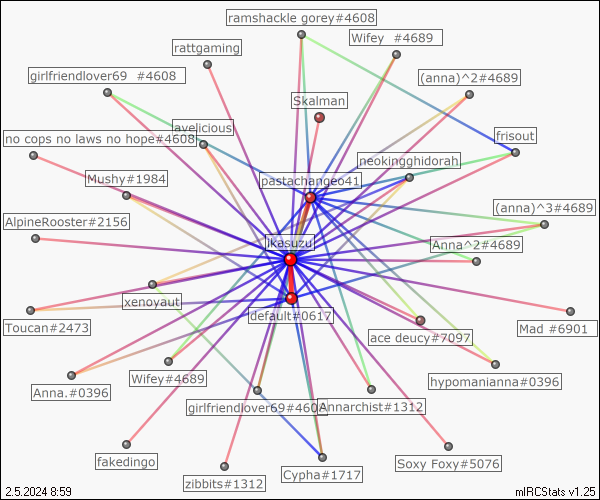 ramshackle gorey#4608
Wifey #4689
rattgaming
girlfriendlover69 #4608
(anna)^2#4689
Skalman
avelicious
no cops no laws no hope#4608
frisout
neokingghidorah
Mushy#1984
pastachangeo41
(anna)^3#4689
AlpineRooster#2156
ikesuzu
Anna^2#4689
xenoyaut
default#0617
Toucan#2473
Mad #6901
ace deucy#7097
Wifey#4689
hypomanianna#0396
Anna.#0396
girlfriendlover69#460
Annarchist#1312
fakedingo
Soxy Foxy#5076
Cypha#1717
zibbits#1312
2.5.2024 8:59
mIRCStats v1.25